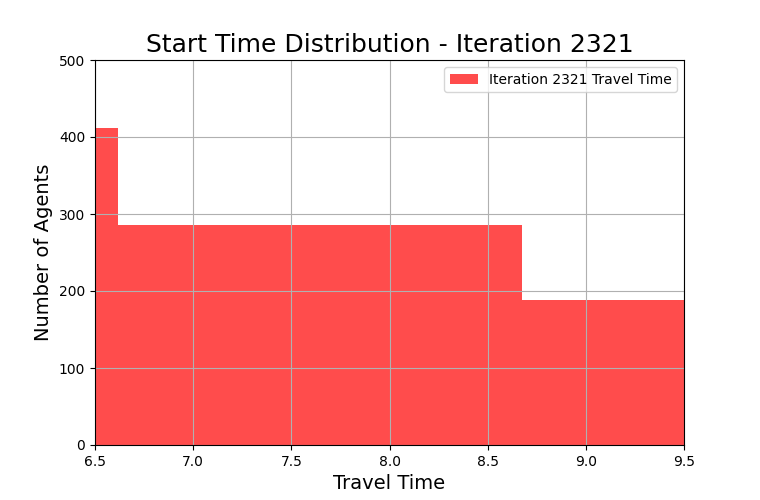 Start Time Distribution - Iteration 2321
Iteration 2321 Travel Time
Number of Agents
500
400
300
200
100
0
6.5 7.0 7.5 8.0 8.5 9.0 9.5
Travel Time